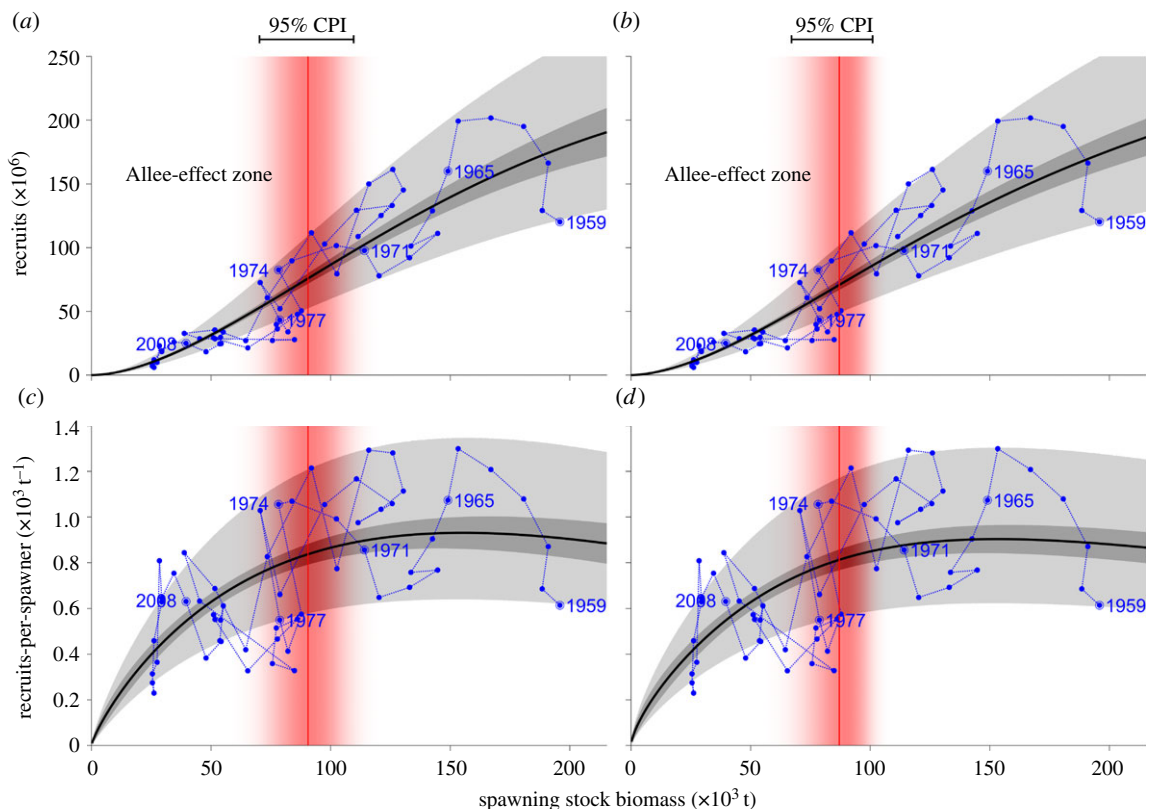 (a)
95% CPI
(b)
95% CPI
250
200
150
100
50
0
recruits (×10⁶)
Allee-effect zone
1965
1959
1974
1971
1977
2008
Allee-effect zone
1965
1959
1974
1971
1977
2008
(c)
(d)
1.4
1.2
1.0
0.8
0.6
0.4
0.2
0
recruits-per-spawner (×10³ t⁻¹)
1974
1965
1971
2008
1977
1959
1974
1965
1971
2008
1977
1959
0 50 100 150 200
0 50 100 150 200
spawning stock biomass (×10³ t)